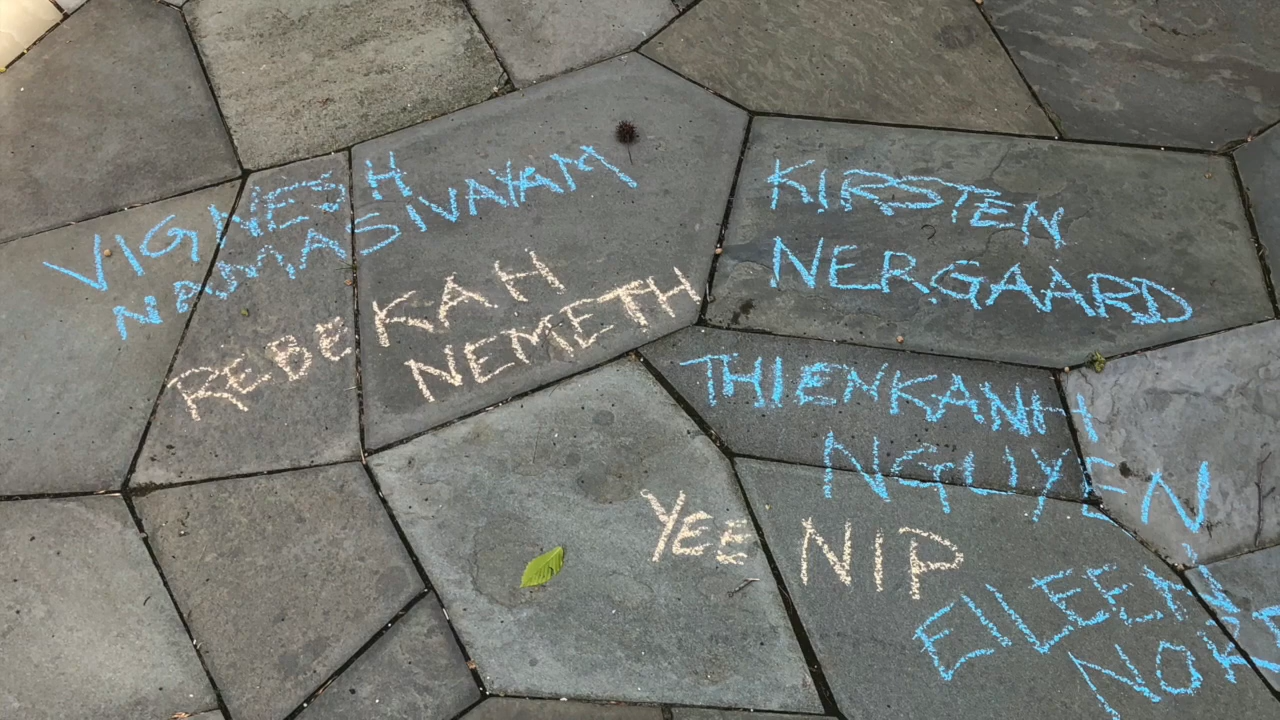 VIGNESH
NAMASIVAYAM
REBEKAH
NEMETH
KIRSTEN
NERGAARD
THIENKANH
NGUYEN
YEE NIP
EILEEN